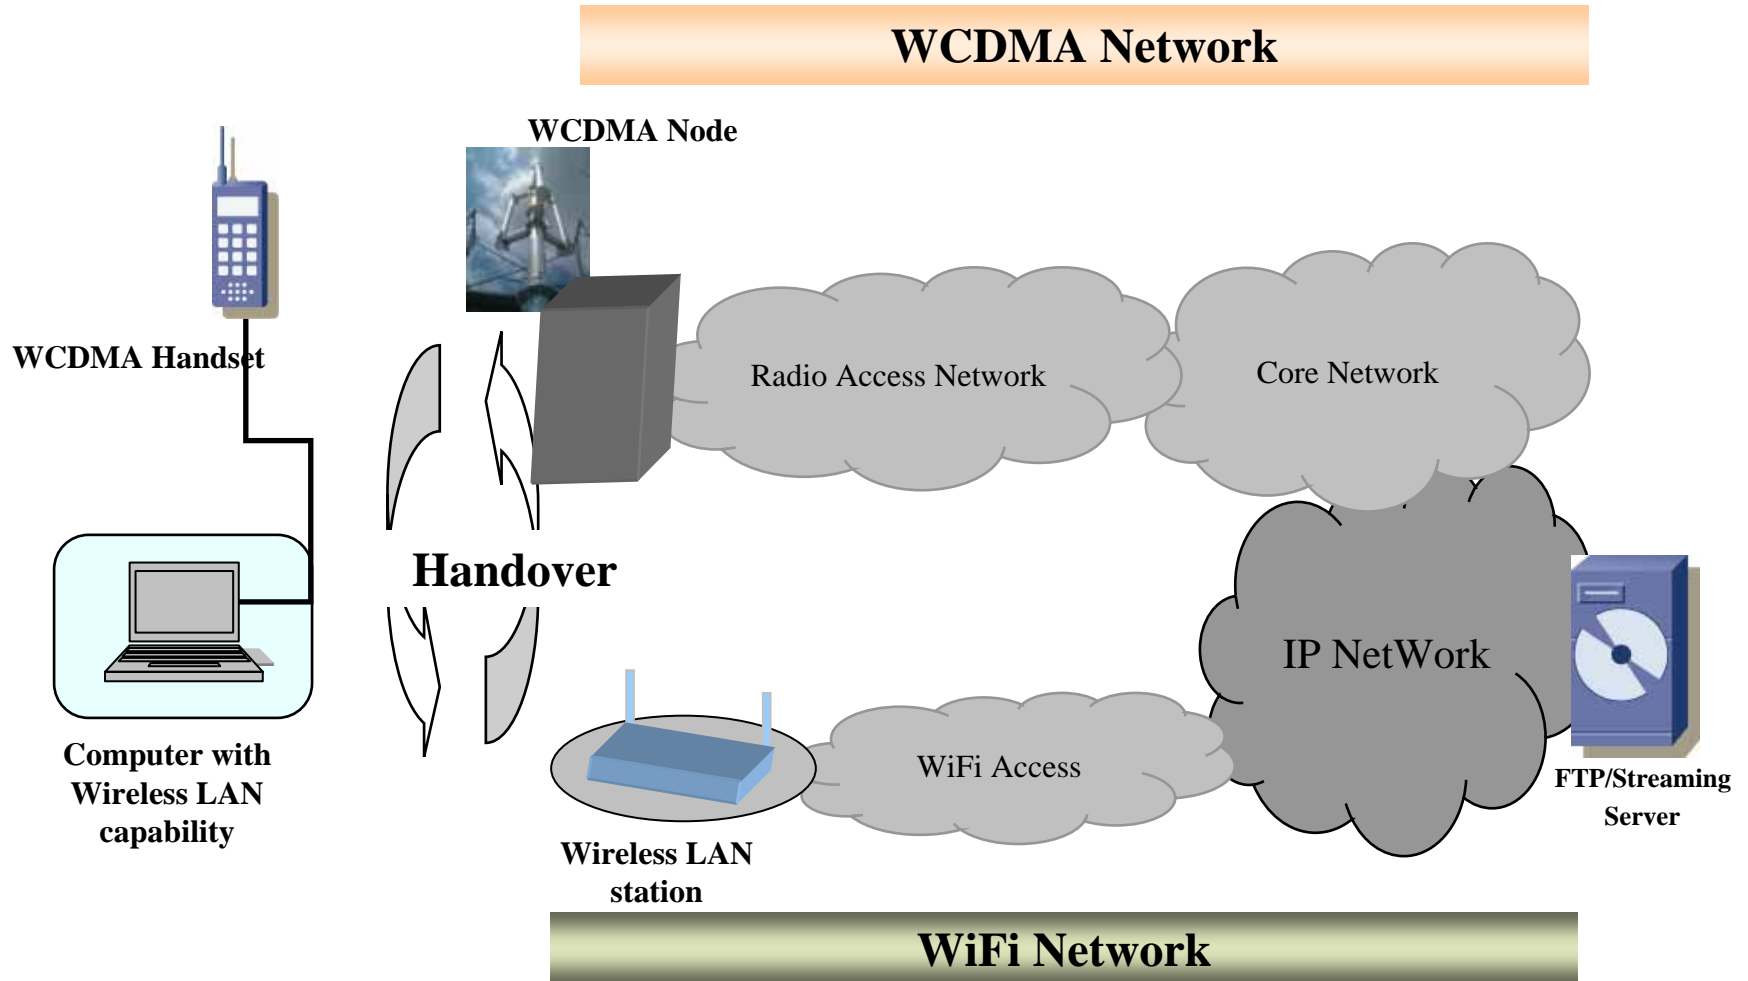 WCDMA Network
WCDMA Node
WCDMA Handset
Radio Access Network
Core Network
Handover
IP NetWork
Computer with
Wireless LAN
capability
WiFi Access
FTP/Streaming
Server
Wireless LAN
station
WiFi Network